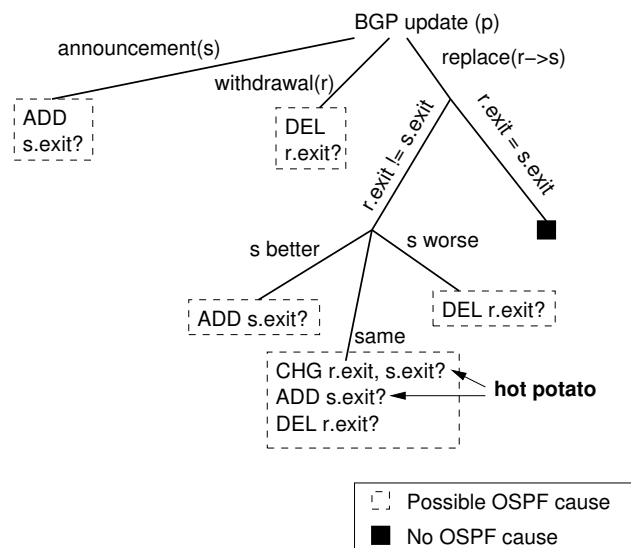 BGP update (p)
announcement(s)
withdrawal(r)
replace(r->s)
ADD
s.exit?
DEL
r.exit?
r.exit != s.exit
r.exit = s.exit
s better
s worse
same
ADD s.exit?
DEL r.exit?
CHG r.exit, s.exit?
ADD s.exit?
DEL r.exit?
hot potato
Possible OSPF cause
No OSPF cause